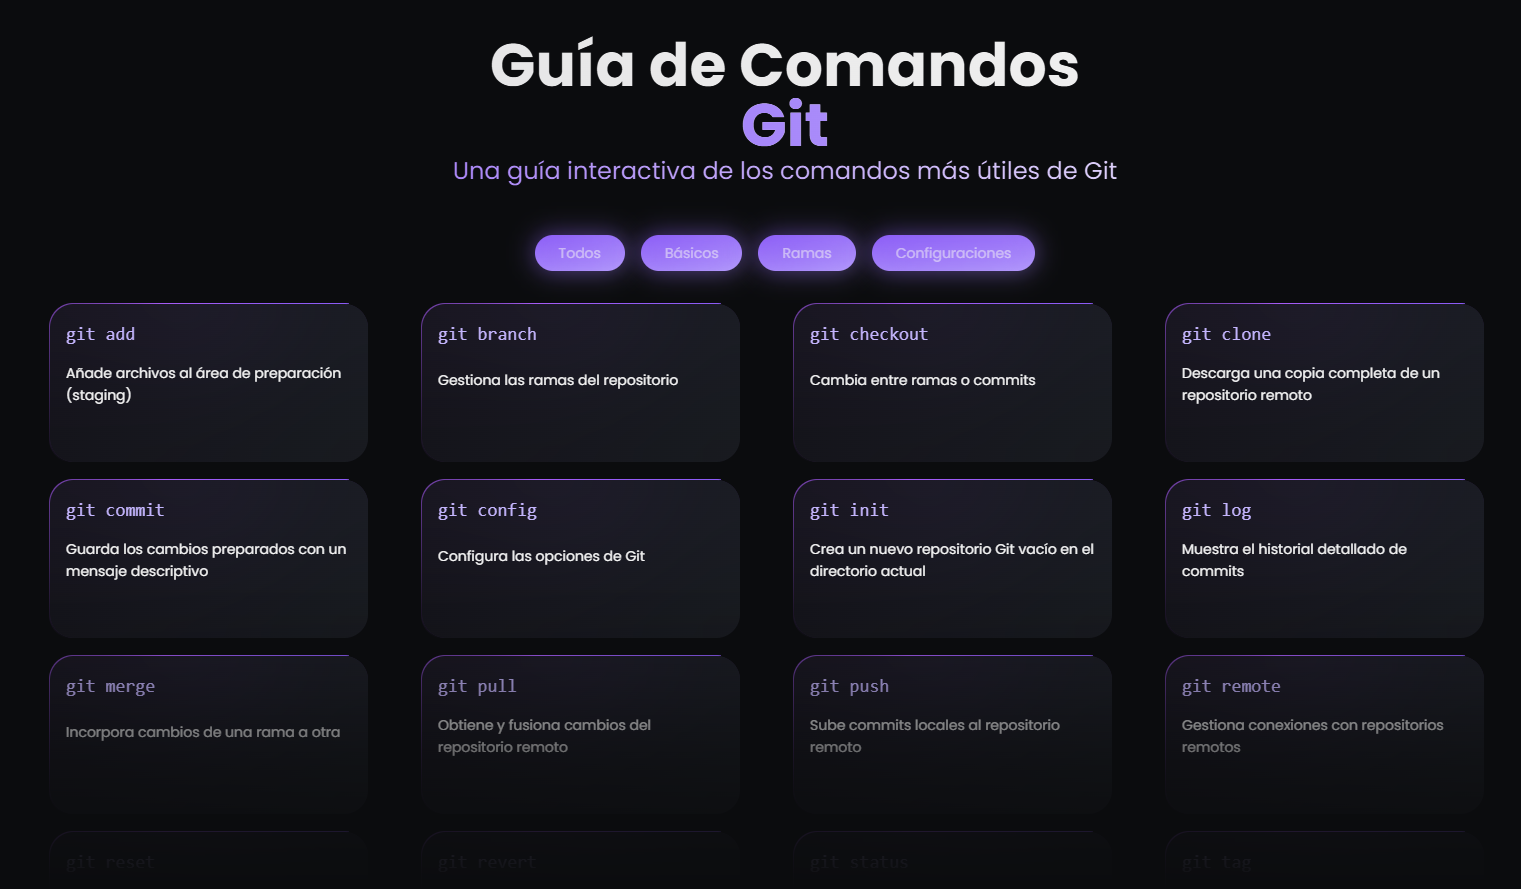 Guía de Comandos
Git
Una guía interactiva de los comandos más útiles de Git
Todos
Básicos
Ramas
Configuraciones
git add
Añade archivos al área de preparación
(staging)
git branch
Gestiona las ramas del repositorio
git checkout
Cambia entre ramas o commits
git clone
Descarga una copia completa de un
repositorio remoto
git commit
Guarda los cambios preparados con un
mensaje descriptivo
git config
Configura las opciones de Git
git init
Crea un nuevo repositorio Git vacío en el
directorio actual
git log
Muestra el historial detallado de
commits
git merge
Incorpora cambios de una rama a otra
git pull
Obtiene y fusiona cambios del
repositorio remoto
git push
Sube commits locales al repositorio
remoto
git remote
Gestiona conexiones con repositorios
remotos
git reset
git revert
git status
git tag